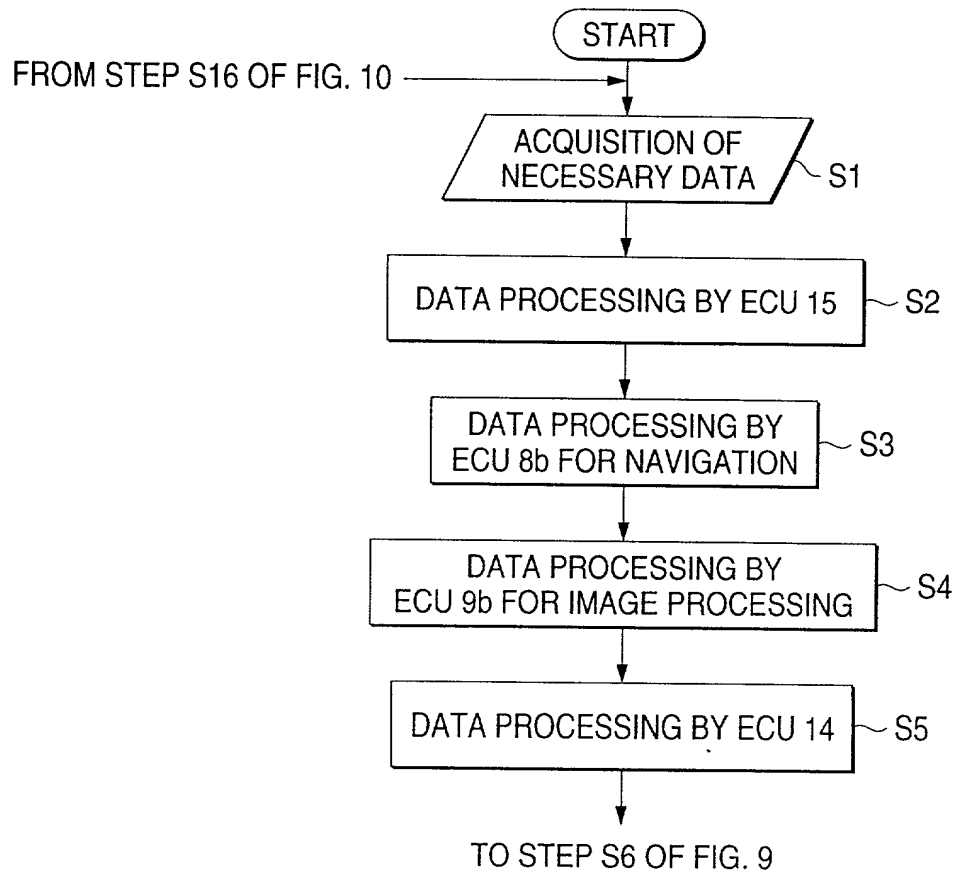 START
FROM STEP S16 OF FIG. 10
ACQUISITION OF
NECESSARY DATA
S1
DATA PROCESSING BY ECU 15
S2
DATA PROCESSING BY
ECU 8b FOR NAVIGATION
S3
DATA PROCESSING BY
ECU 9b FOR IMAGE PROCESSING
S4
DATA PROCESSING BY ECU 14
S5
TO STEP S6 OF FIG. 9